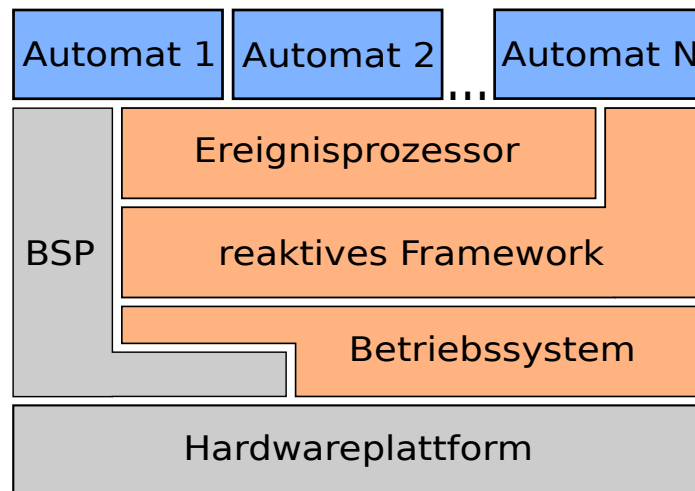 Automat 1
Automat 2
...
Automat N
Ereignisprozessor
BSP
reaktives Framework
Betriebssystem
Hardwareplattform